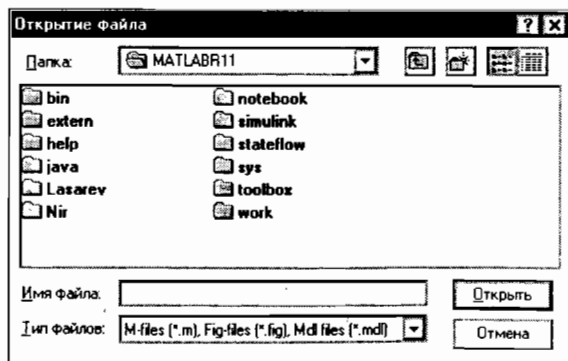 Открытие файла
Папка: MATLABR11
bin
extern
help
java
Lasarev
Nir
notebook
simulink
stateflow
sys
toolbox
work
Имя файла:
Открыть
Тип файлов: M-files (*.m), Fig-files (*.fig), Mdl files (*.mdl)
Отмена